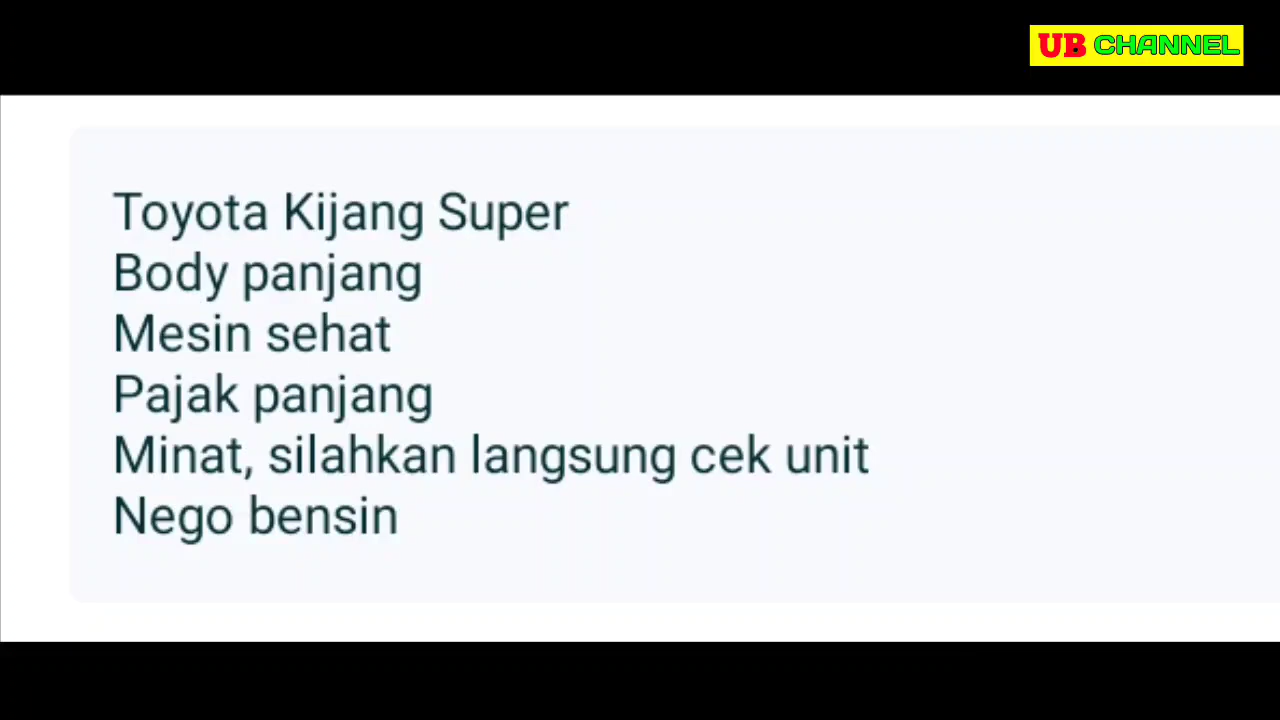 UB CHANNEL
Toyota Kijang Super
Body panjang
Mesin sehat
Pajak panjang
Minat, silahkan langsung cek unit
Nego bensin